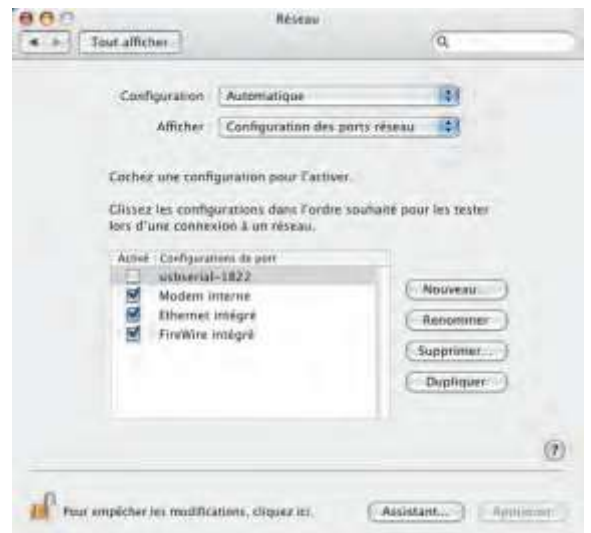 Réseau
Tout afficher
Configuration Automatique
Afficher Configuration des ports réseau
Cochez une configuration pour l'activer.
Glissez les configurations dans l'ordre souhaité pour les tester
lors d'une connexion à un réseau.
Activé Configurations de port
usbserial-1822
Modem interne
Ethernet intégré
FireWire intégré
Nouveau...
Renommer
Supprimer...
Dupliquer
?
Pour empêcher les modifications, cliquez ici.
Assistant...
Appliquer